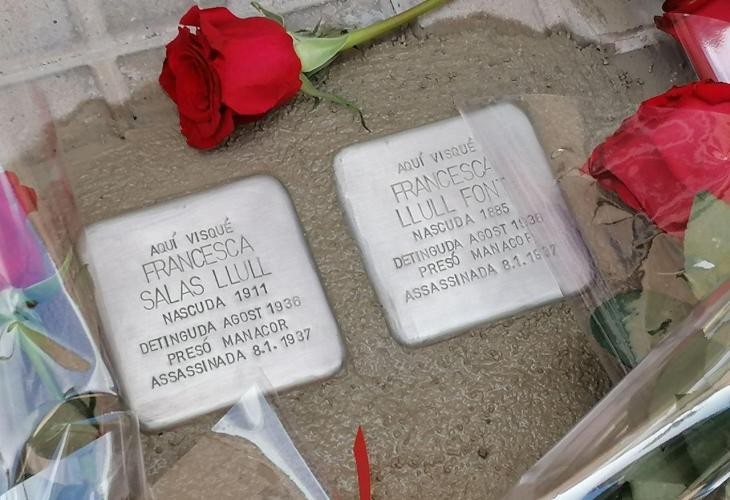 AQUÍ VISQUÉ
FRANCESCA
SALAS LLULL
NASCUDA 1911
DETINGUDA AGOST 1936
PRESÓ MANACOR
ASSASSINADA 8.1.1937
AQUÍ VISQUÉ
FRANCESCA
LLULL FONT
NASCUDA 1885
DETINGUDA AGOST 1936
PRESÓ MANACOR
ASSASSINADA 8.1.1937